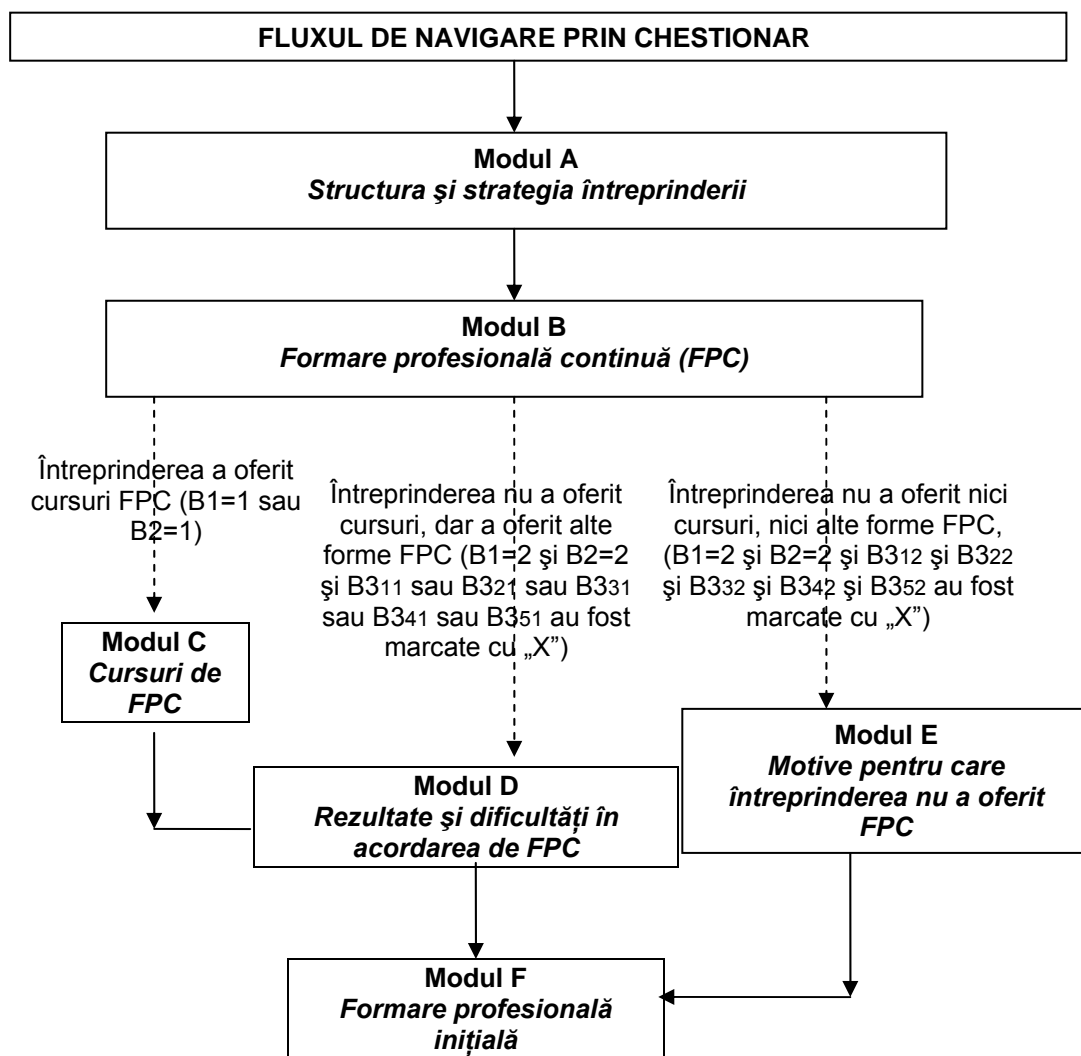 FLUXUL DE NAVIGARE PRIN CHESTIONAR
Modul A
Structura şi strategia întreprinderii
Modul B
Formare profesională continuă (FPC)
Întreprinderea a oferit
cursuri FPC (B1=1 sau
B2=1)
Întreprinderea nu a oferit
cursuri, dar a oferit alte
forme FPC (B1=2 şi B2=2
şi B311 sau B321 sau B331
sau B341 sau B351 au fost
marcate cu „X”)
Întreprinderea nu a oferit nici
cursuri, nici alte forme FPC,
(B1=2 şi B2=2 şi B312 şi B322
şi B332 şi B342 şi B352 au fost
marcate cu „X”)
Modul C
Cursuri de
FPC
Modul D
Rezultate şi dificultăţi în
acordarea de FPC
Modul E
Motive pentru care
întreprinderea nu a oferit
FPC
Modul F
Formare profesională
iniţială